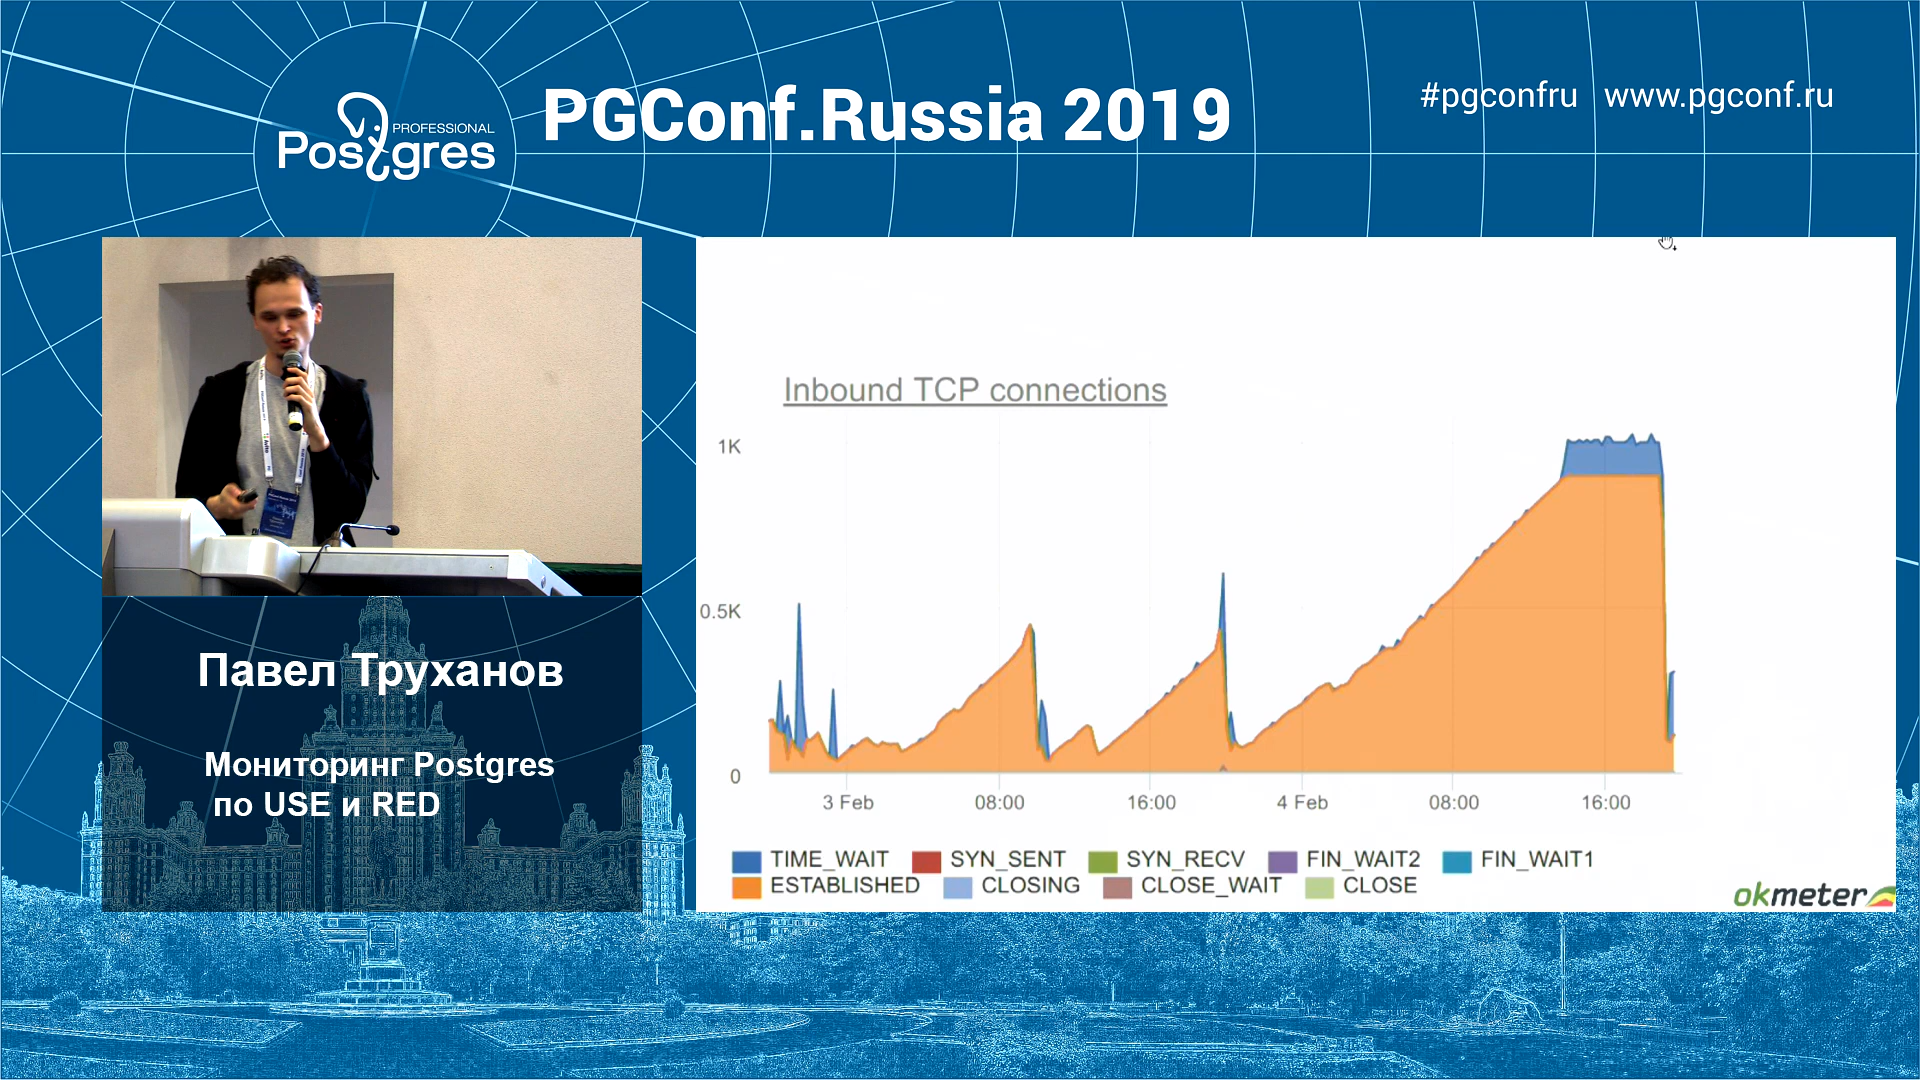 PROFESSIONAL
Postgres
PGConf.Russia 2019
#pgconfru www.pgconf.ru
Павел Труханов
Мониторинг Postgres
по USE и RED
Inbound TCP connections
1K
0.5K
0
3 Feb 08:00 16:00 4 Feb 08:00 16:00
TIME_WAIT SYN_SENT SYN_RECV FIN_WAIT2 FIN_WAIT1
ESTABLISHED CLOSING CLOSE_WAIT CLOSE
okmeter